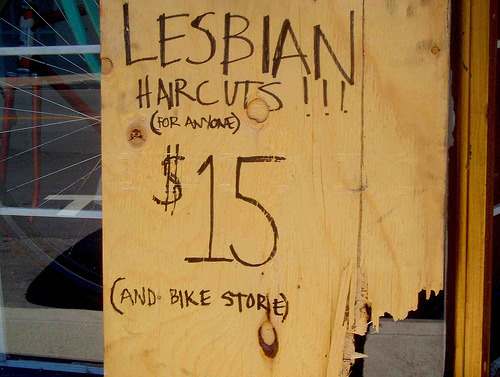 LESBIAN
HAIRCUTS !!!
(FOR ANYONE)
$15
(AND BIKE STORE)